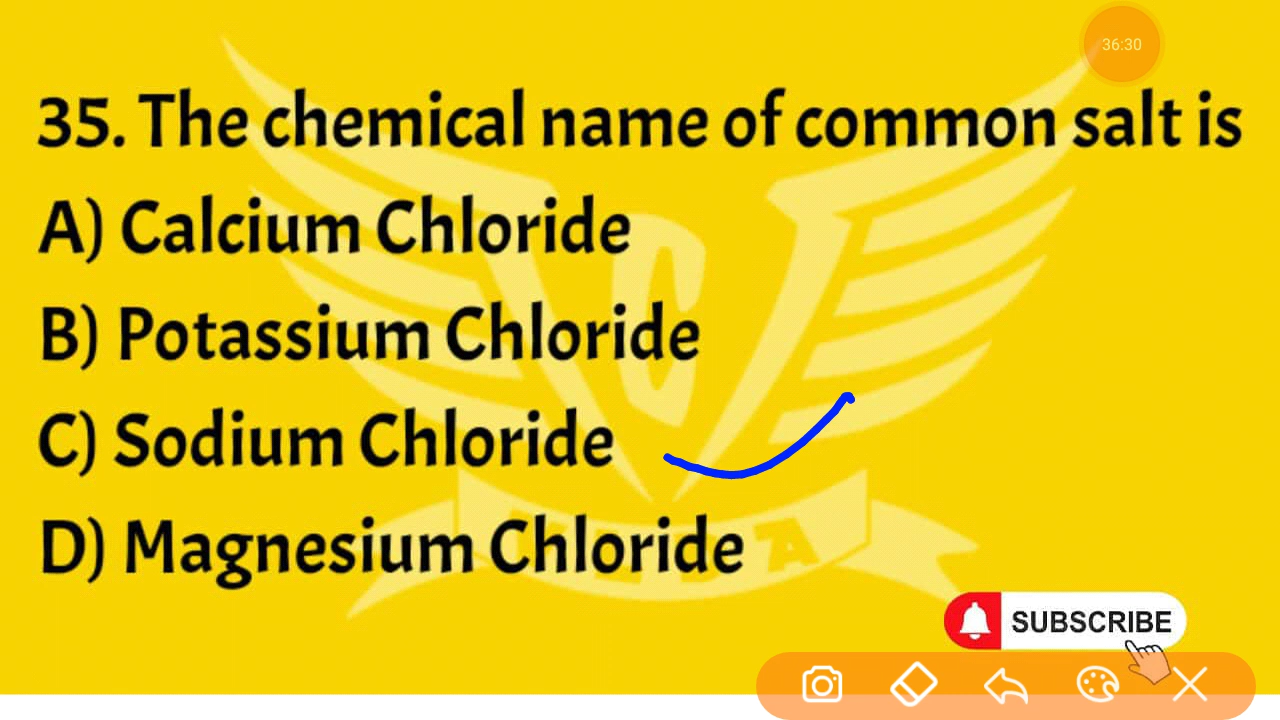 36:30
35. The chemical name of common salt is
A) Calcium Chloride
B) Potassium Chloride
C) Sodium Chloride
D) Magnesium Chloride
SUBSCRIBE